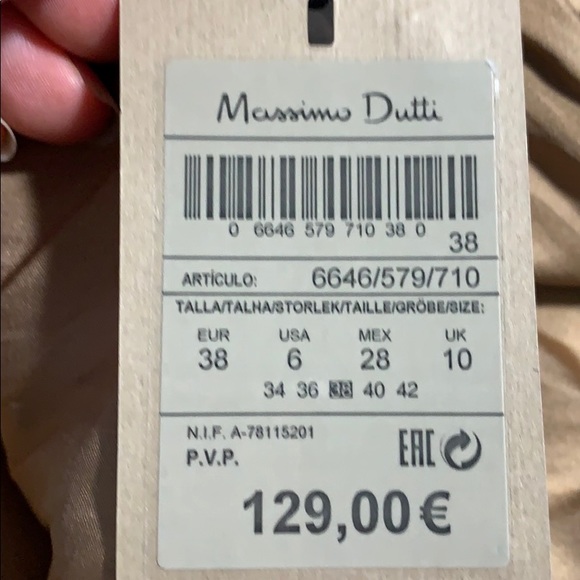 Massimo Dutti
0 6646 579 710 38 0
38
ARTÍCULO: 6646/579/710
TALLA/TALHA/STORLEK/TAILLE/GRÖBE/SIZE:
EUR USA MEX UK
38 6 28 10
34 36 38 40 42
N.I.F. A-78115201
P.V.P. EAC
129,00€